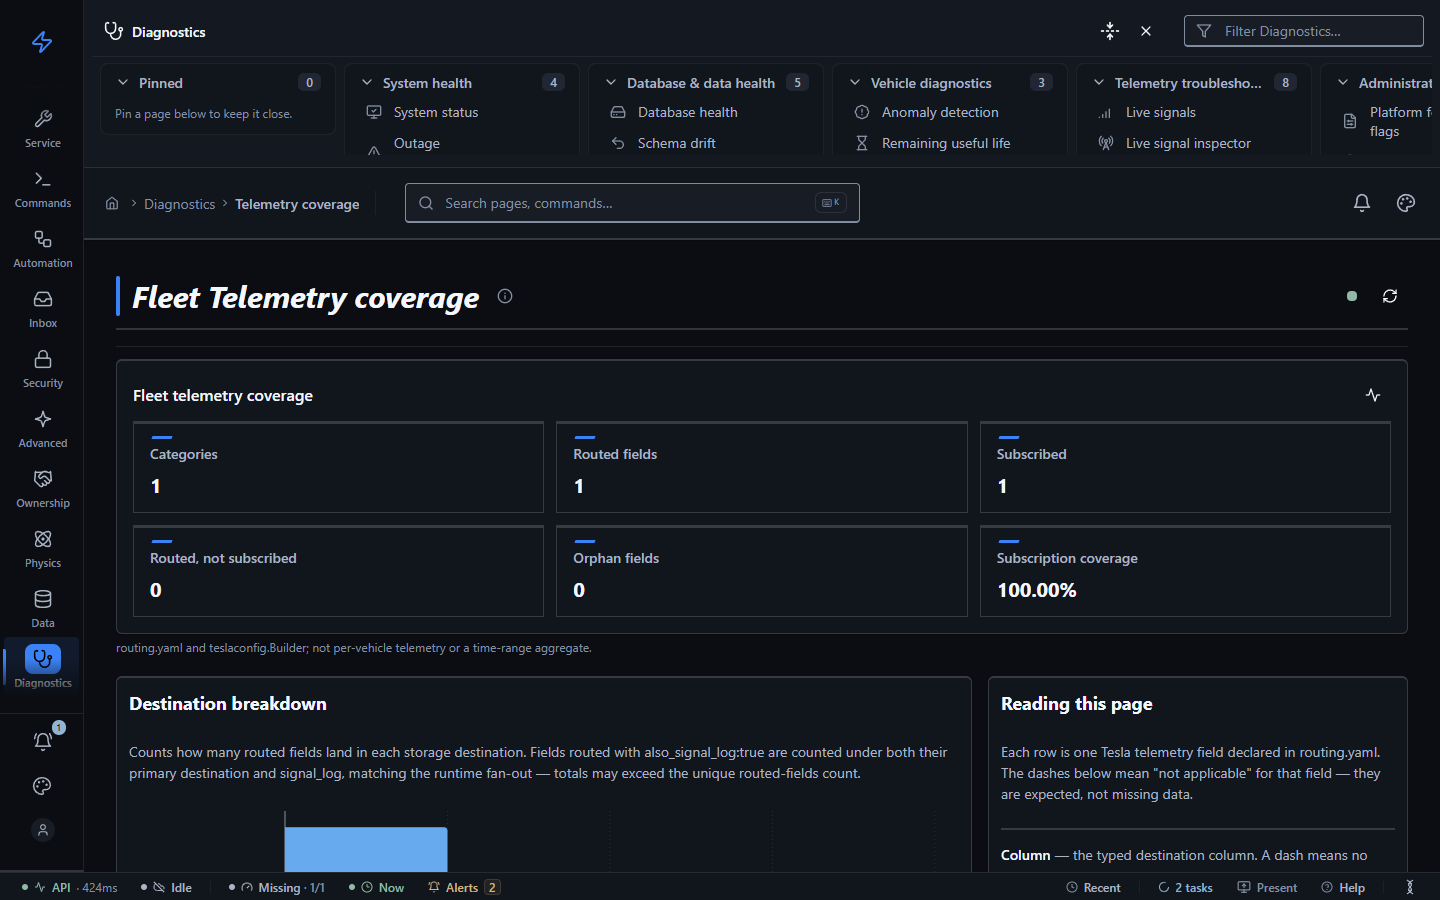 Diagnostics
Filter Diagnostics...
Pinned 0
Pin a page below to keep it close.
System health 4
System status
Outage
Database & data health 5
Database health
Schema drift
Vehicle diagnostics 3
Anomaly detection
Remaining useful life
Telemetry troublesho... 8
Live signals
Live signal inspector
Administrat
Platform f
flags
Service
Commands
Automation
Inbox
Security
Advanced
Ownership
Physics
Data
Diagnostics
1
Diagnostics
Telemetry coverage
Search pages, commands...
K
Fleet Telemetry coverage
Fleet telemetry coverage
Categories
1
Routed fields
1
Subscribed
1
Routed, not subscribed
0
Orphan fields
0
Subscription coverage
100.00%
routing.yaml and teslaconfig.Builder; not per-vehicle telemetry or a time-range aggregate.
Destination breakdown
Counts how many routed fields land in each storage destination. Fields routed with also_signal_log:true are counted under both their
primary destination and signal_log, matching the runtime fan-out — totals may exceed the unique routed-fields count.
Reading this page
Each row is one Tesla telemetry field declared in routing.yaml.
The dashes below mean "not applicable" for that field — they
are expected, not missing data.
Column — the typed destination column. A dash means no
API · 424ms
Idle
Missing · 1/1
Now
Alerts 2
Recent
2 tasks
Present
Help